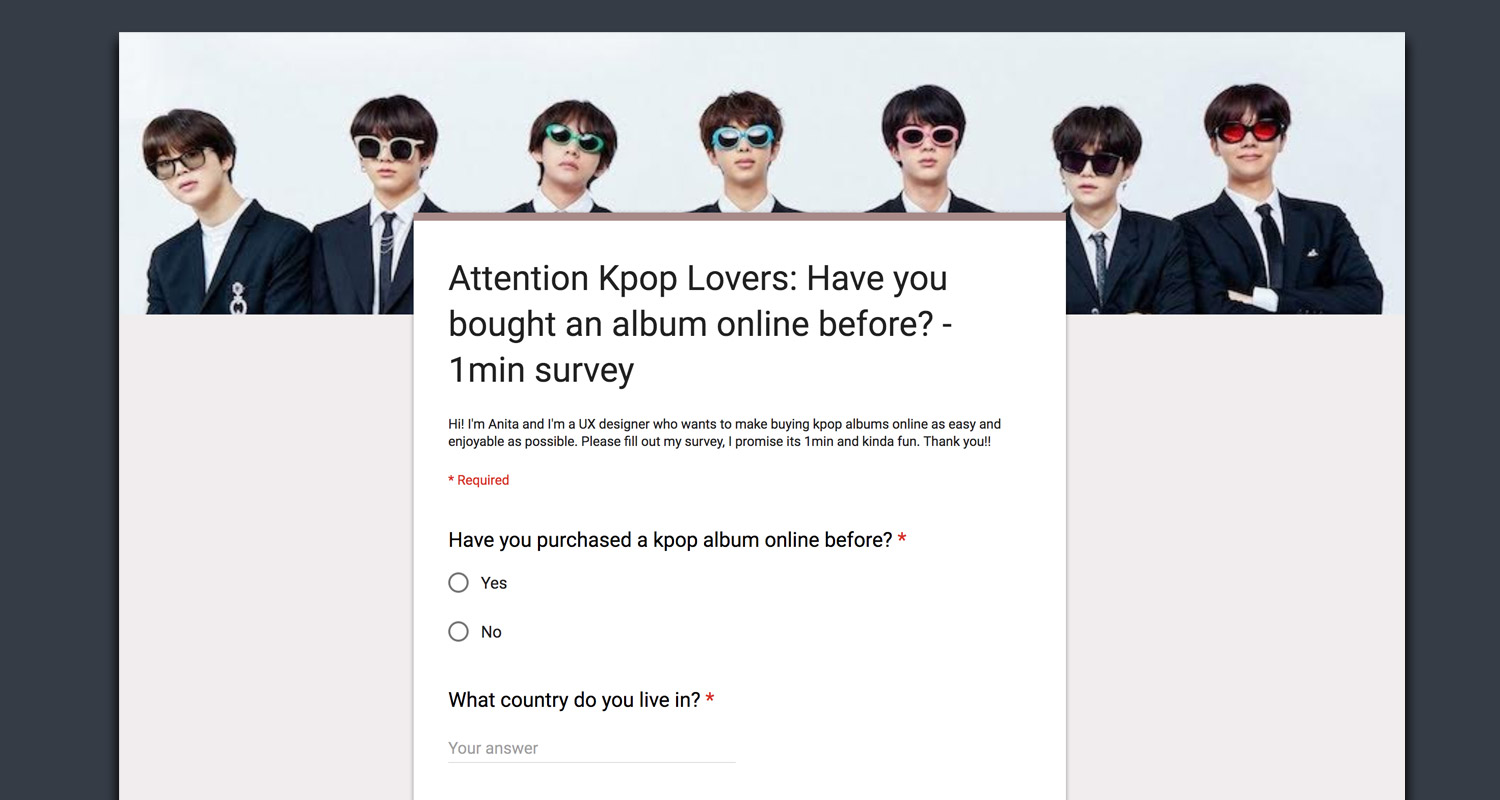 Attention Kpop Lovers: Have you
bought an album online before? -
1min survey
Hi! I'm Anita and I'm a UX designer who wants to make buying kpop albums online as easy and
enjoyable as possible. Please fill out my survey, I promise its 1min and kinda fun. Thank you!!
* Required
Have you purchased a kpop album online before? *
Yes
No
What country do you live in? *
Your answer